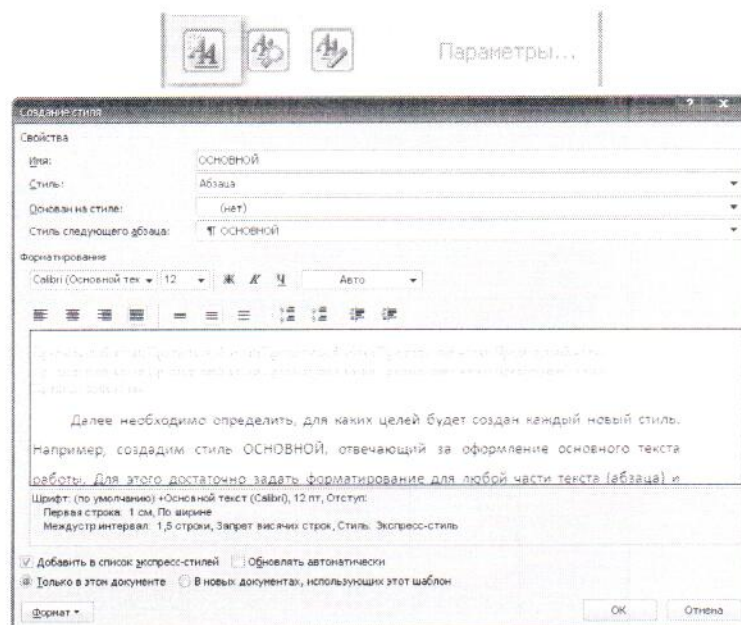 Параметры...
Создание стиля
Свойства
Имя: ОСНОВНОЙ
Стиль: Абзаца
Основан на стиле: (нет)
Стиль следующего абзаца: ¶ ОСНОВНОЙ
Форматирование
Calibri (Основной тек 12 Ж К Ч Авто
Далее необходимо определить, для каких целей будет создан каждый новый стиль.
Например, создадим стиль ОСНОВНОЙ, отвечающий за оформление основного текста
работы. Для этого достаточно задать форматирование для любой части текста (абзаца) и
Шрифт: (по умолчанию) +Основной текст (Calibri), 12 пт, Отступ:
Первая строка: 1 см, По ширине
Междустр.интервал: 1,5 строки, Запрет висячих строк, Стиль: Экспресс-стиль
Добавить в список экспресс-стилей Обновлять автоматически
Только в этом документе В новых документах, использующих этот шаблон
Формат ОК Отмена